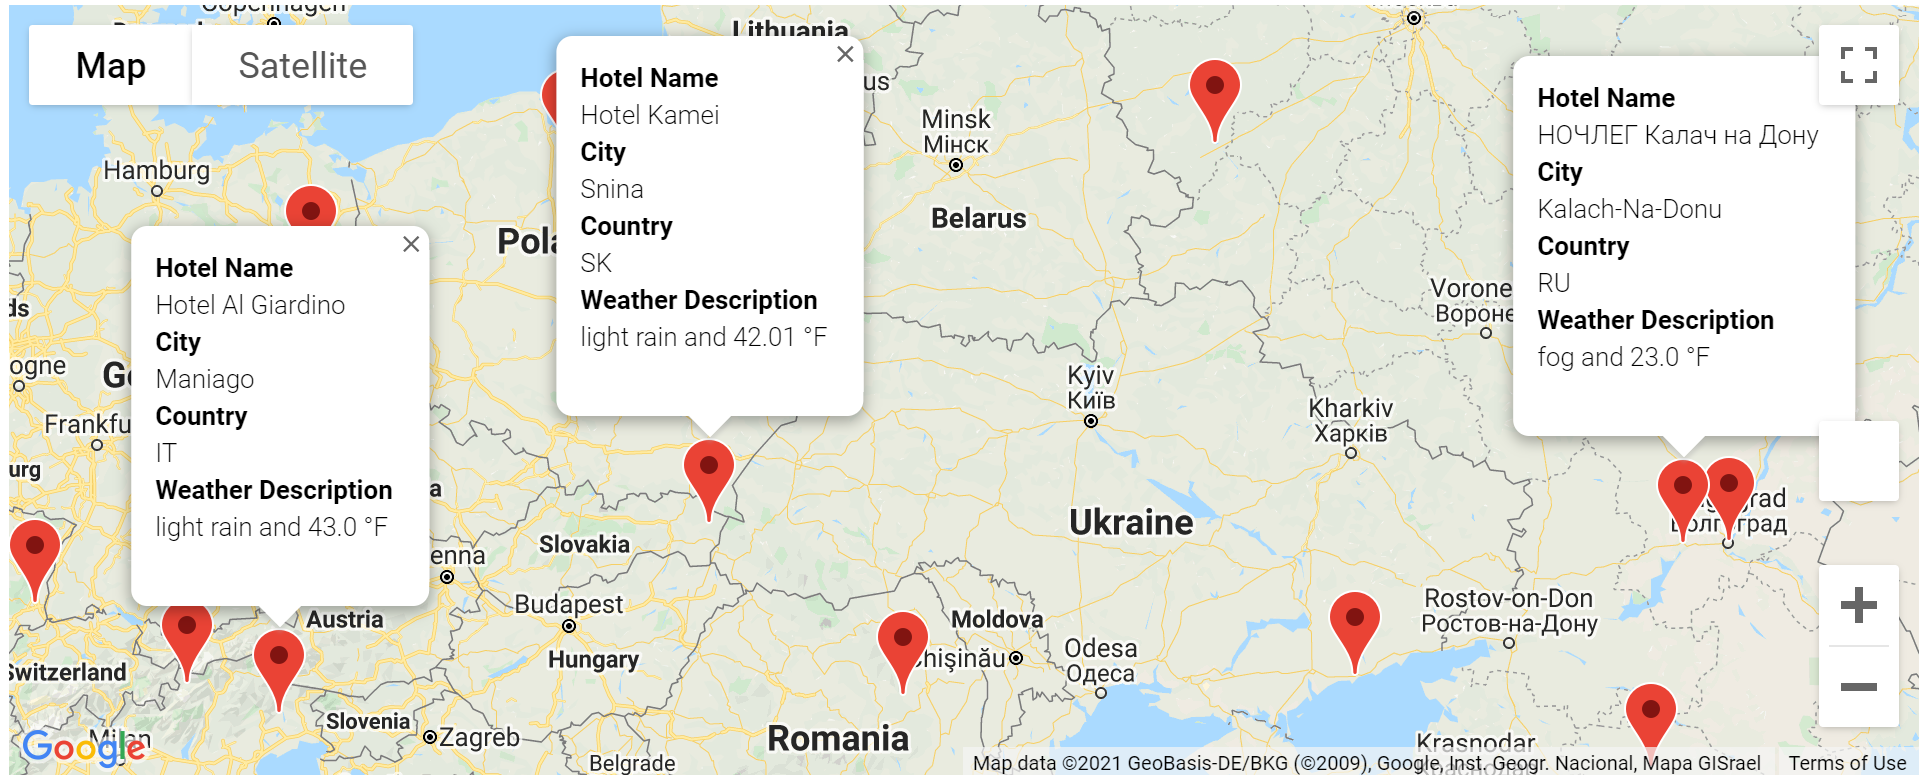 Copenhagen
Lithuania
Map
Satellite
Hamburg
Minsk
Мінск
Belarus
Hotel Name
Hotel Kamei
City
Snina
Country
SK
Weather Description
light rain and 42.01 °F
Hotel Name
НОЧЛЕГ Калач на Дону
City
Kalach-Na-Donu
Country
RU
Weather Description
fog and 23.0 °F
Hotel Name
Hotel Al Giardino
City
Maniago
Country
IT
Weather Description
light rain and 43.0 °F
us
Pola
ds
ogne
Ge
Frankfu
urg
a
enna
Vorone
Вороне
Kyiv
Київ
Kharkiv
Харків
grad
Волгоград
Slovakia
Ukraine
Budapest
Austria
Hungary
Moldova
Chișinău
Odesa
Одеса
Rostov-on-Don
Ростов-на-Дону
Switzerland
Slovenia
Zagreb
Milan
Romania
Belgrade
Krasnodar
Google
Map data ©2021 GeoBasis-DE/BKG (©2009), Google, Inst. Geogr. Nacional, Mapa GISrael
Terms of Use